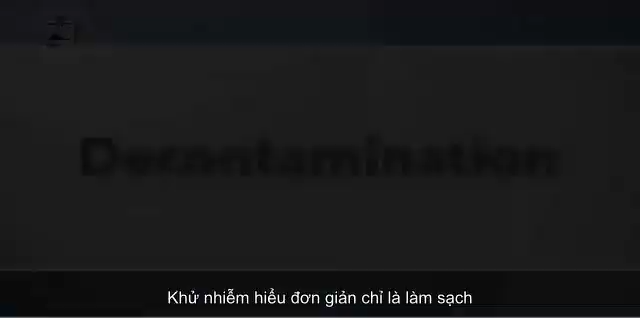 Decontamination
Khử nhiễm hiểu đơn giản chỉ là làm sạch